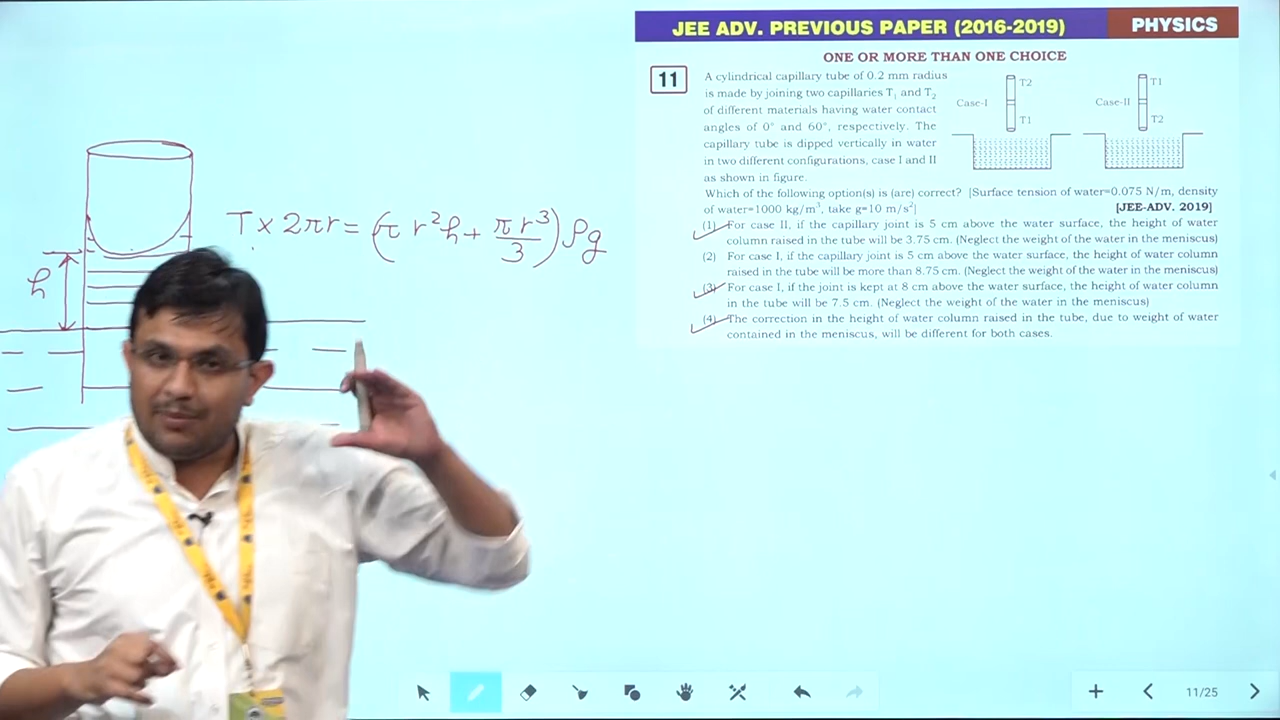 JEE ADV. PREVIOUS PAPER (2016-2019) PHYSICS
ONE OR MORE THAN ONE CHOICE
11
A cylindrical capillary tube of 0.2 mm radius
is made by joining two capillaries T₁ and T₂
of different materials having water contact
angles of 0° and 60°, respectively. The
capillary tube is dipped vertically in water
in two different configurations, case I and II
as shown in figure.
Case-I T2 T1
Case-II T1 T2
Which of the following option(s) is (are) correct? [Surface tension of water=0.075 N/m, density
of water=1000 kg/m³, take g=10 m/s²] [JEE-ADV. 2019]
(1) For case II, if the capillary joint is 5 cm above the water surface, the height of water
column raised in the tube will be 3.75 cm. (Neglect the weight of the water in the meniscus)
(2) For case I, if the capillary joint is 5 cm above the water surface, the height of water column
raised in the tube will be more than 8.75 cm. (Neglect the weight of the water in the meniscus)
(3) For case I, if the joint is kept at 8 cm above the water surface, the height of water column
in the tube will be 7.5 cm. (Neglect the weight of the water in the meniscus)
(4) The correction in the height of water column raised in the tube, due to weight of water
contained in the meniscus, will be different for both cases.
T × 2πr = (πr²h + πr³/3) ρg
h
11/25